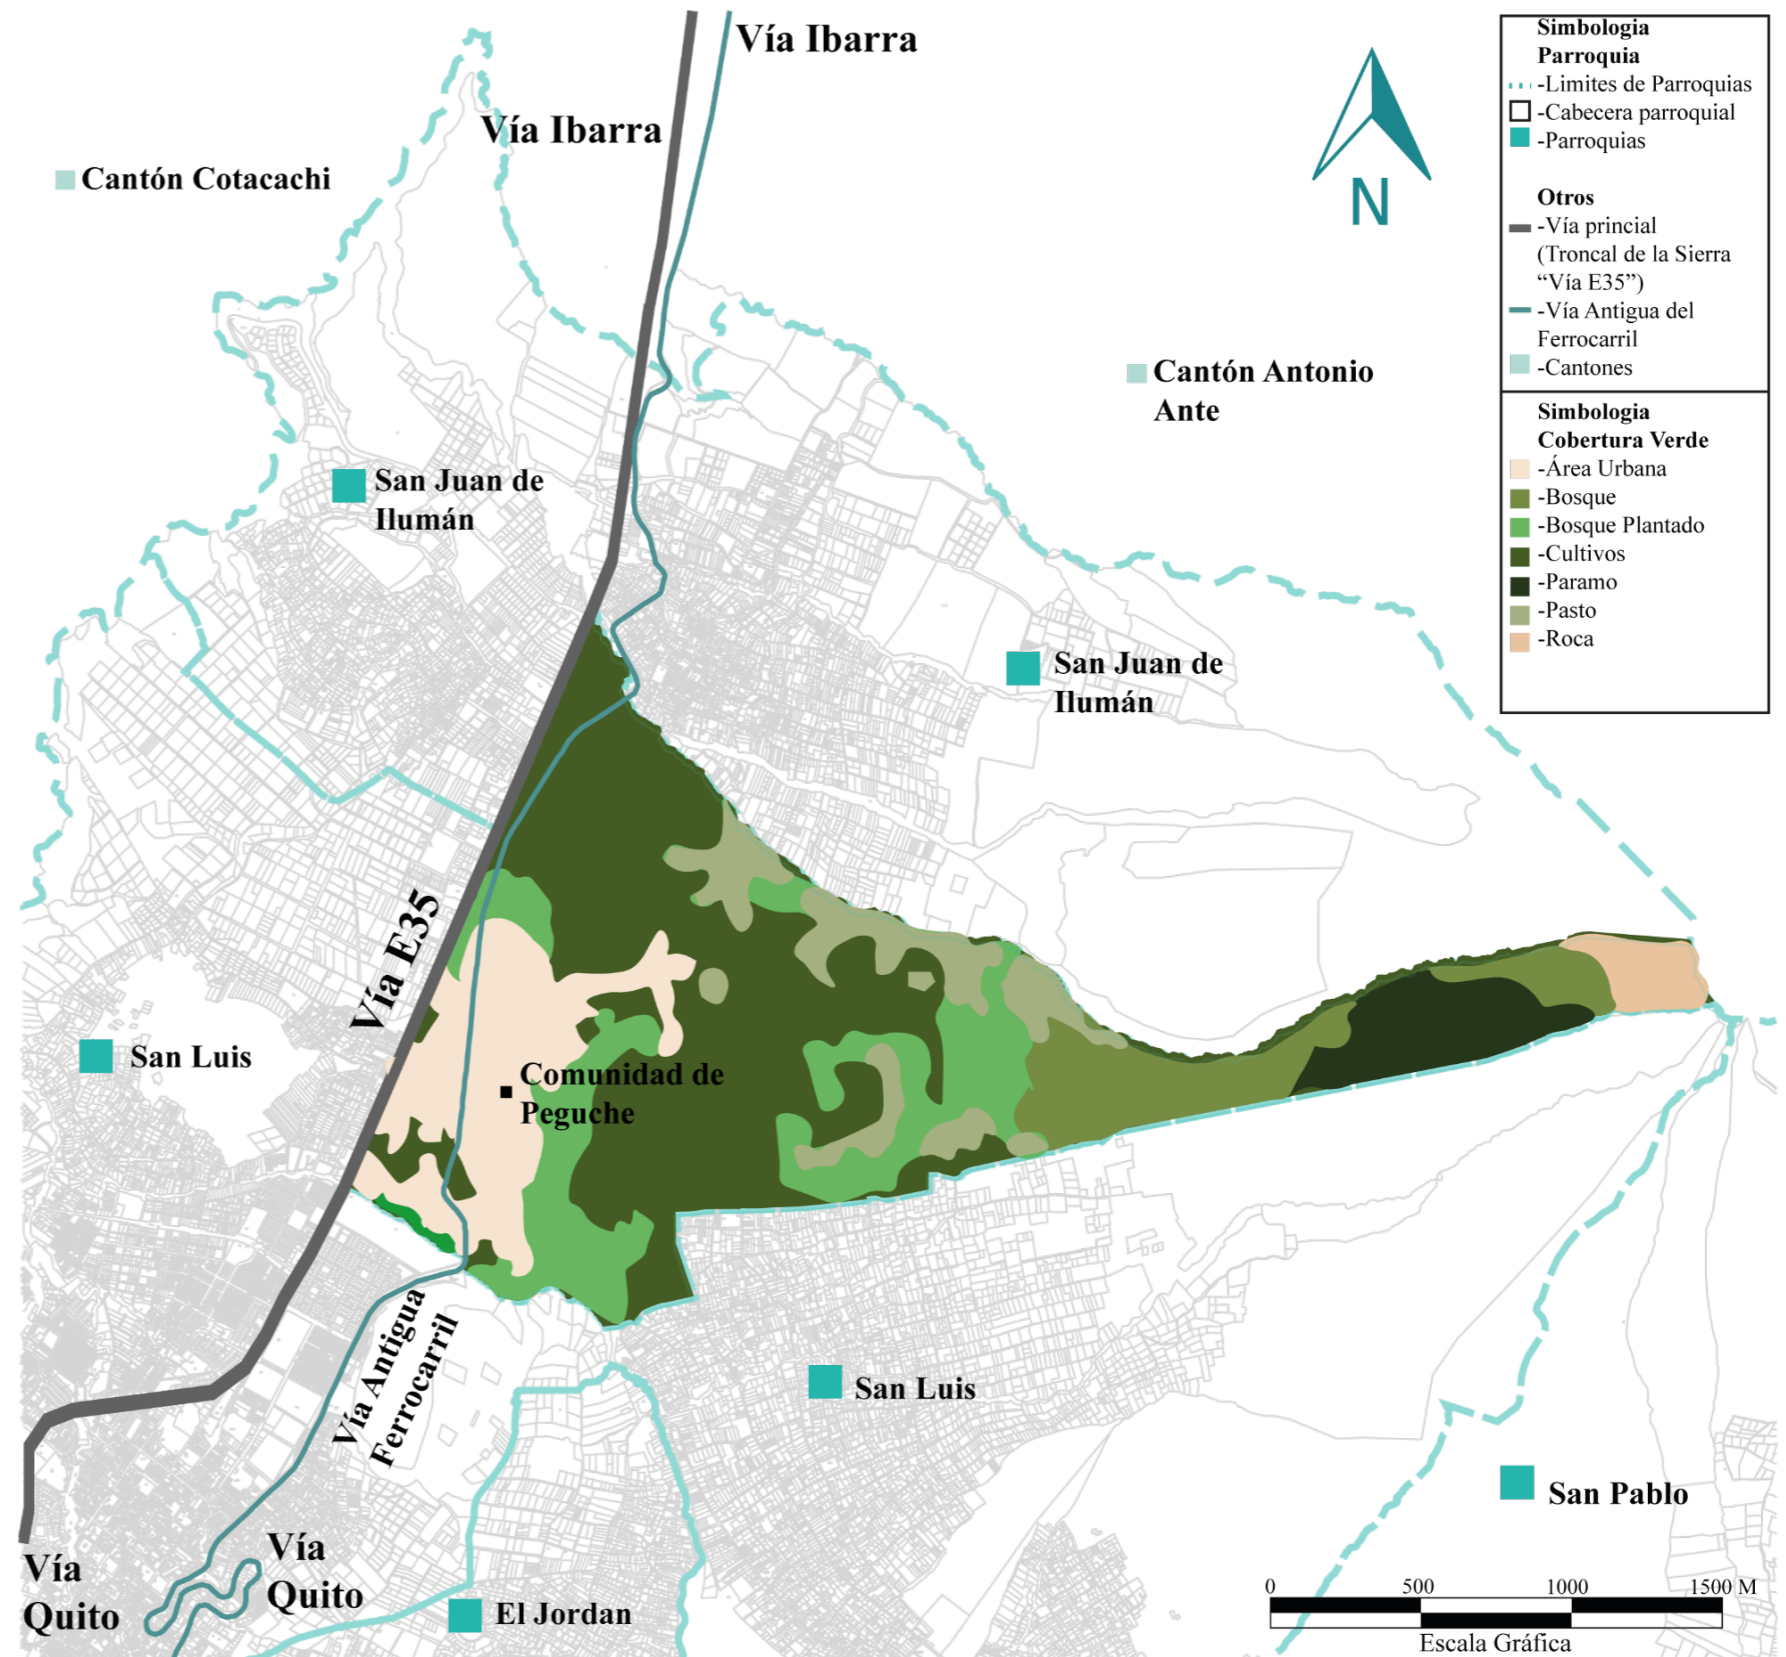 Vía Ibarra
Vía Ibarra
Cantón Cotacachi
N
Cantón Antonio
Ante
San Juan de
Ilumán
San Juan de
Ilumán
Vía E35
San Luis
Comunidad de
Peguche
Vía Antigua
Ferrocarril
San Luis
San Pablo
Vía
Quito
Vía
Quito
El Jordan
Simbologia
Parroquia
-Limites de Parroquias
-Cabecera parroquial
-Parroquias
Otros
-Vía princial
(Troncal de la Sierra
“Vía E35”)
-Vía Antigua del
Ferrocarril
-Cantones
Simbologia
Cobertura Verde
-Área Urbana
-Bosque
-Bosque Plantado
-Cultivos
-Paramo
-Pasto
-Roca
0 500 1000 1500 M
Escala Gráfica